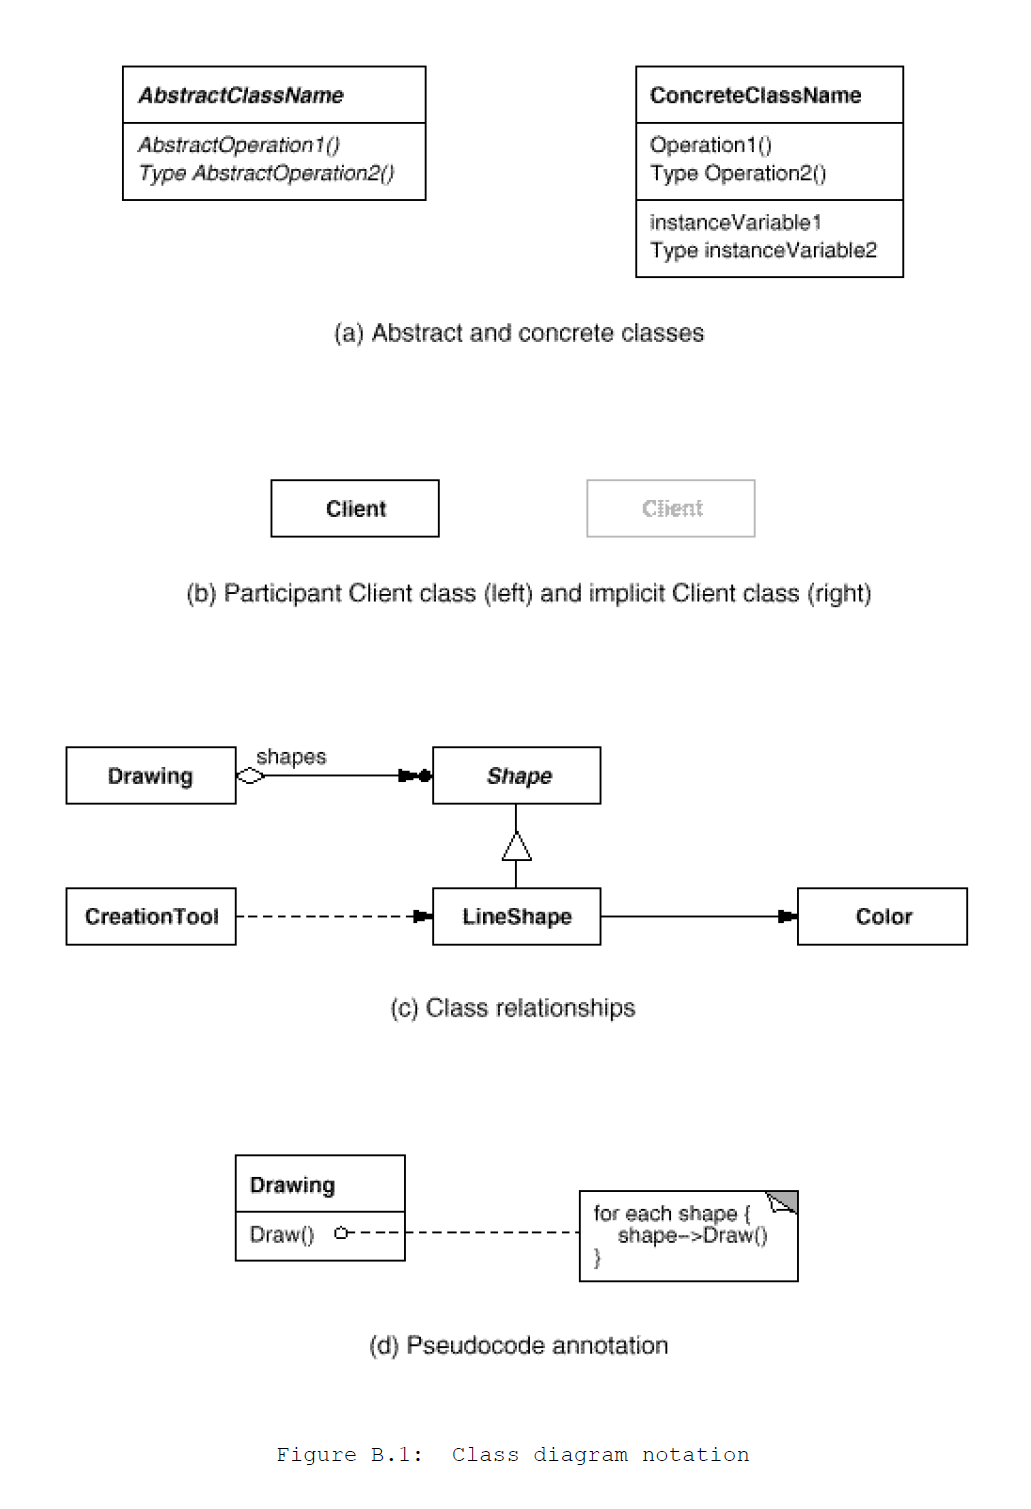 AbstractClassName
AbstractOperation1()
Type AbstractOperation2()
ConcreteClassName
Operation1()
Type Operation2()
instanceVariable1
Type instanceVariable2
(a) Abstract and concrete classes
Client
Client
(b) Participant Client class (left) and implicit Client class (right)
Drawing
shapes
Shape
CreationTool
LineShape
Color
(c) Class relationships
Drawing
Draw()
for each shape {
shape->Draw()
}
(d) Pseudocode annotation
Figure B.1: Class diagram notation